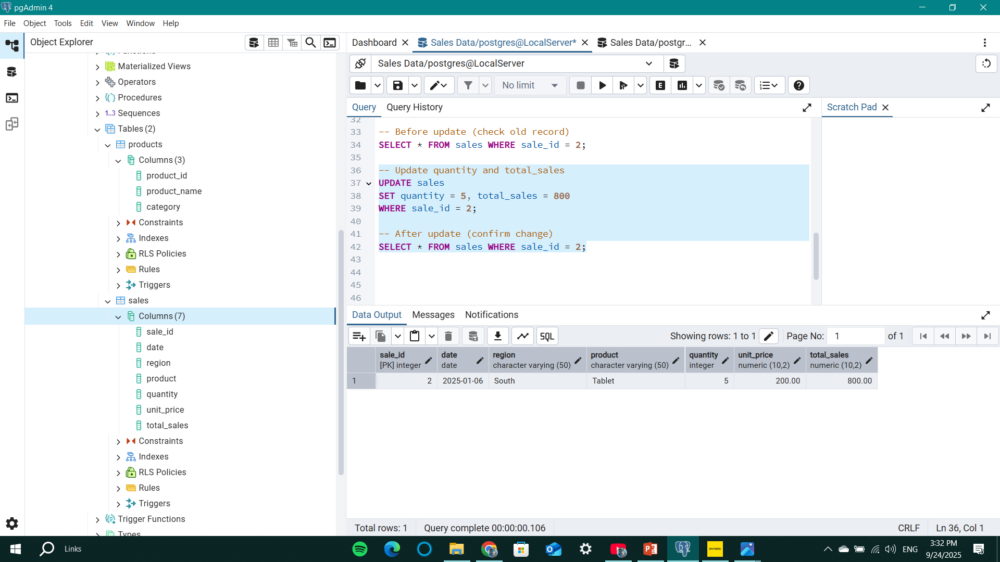 pgAdmin 4
File Object Tools Edit View Window Help
Object Explorer
Functions
Materialized Views
Operators
Procedures
1..3 Sequences
Tables (2)
products
Columns (3)
product_id
product_name
category
Constraints
Indexes
RLS Policies
Rules
Triggers
sales
Columns (7)
sale_id
date
region
product
quantity
unit_price
total_sales
Constraints
Indexes
RLS Policies
Rules
Triggers
Trigger Functions
Types
Dashboard Sales Data/postgres@LocalServer* Sales Data/postgr...
Sales Data/postgres@LocalServer
No limit E
Query Query History Scratch Pad
32
33 -- Before update (check old record)
34 SELECT * FROM sales WHERE sale_id = 2;
35
36 -- Update quantity and total_sales
37 UPDATE sales
38 SET quantity = 5, total_sales = 800
39 WHERE sale_id = 2;
40
41 -- After update (confirm change)
42 SELECT * FROM sales WHERE sale_id = 2;
43
44
45
46
Data Output Messages Notifications
SQL Showing rows: 1 to 1 Page No: 1 of 1
sale_id date region product quantity unit_price total_sales
[PK] integer date character varying (50) character varying (50) integer numeric (10,2) numeric (10,2)
1 2 2025-01-06 South Tablet 5 200.00 800.00
Total rows: 1 Query complete 00:00:00.106 CRLF Ln 36, Col 1
Links exness ENG 3:32 PM
9/24/2025